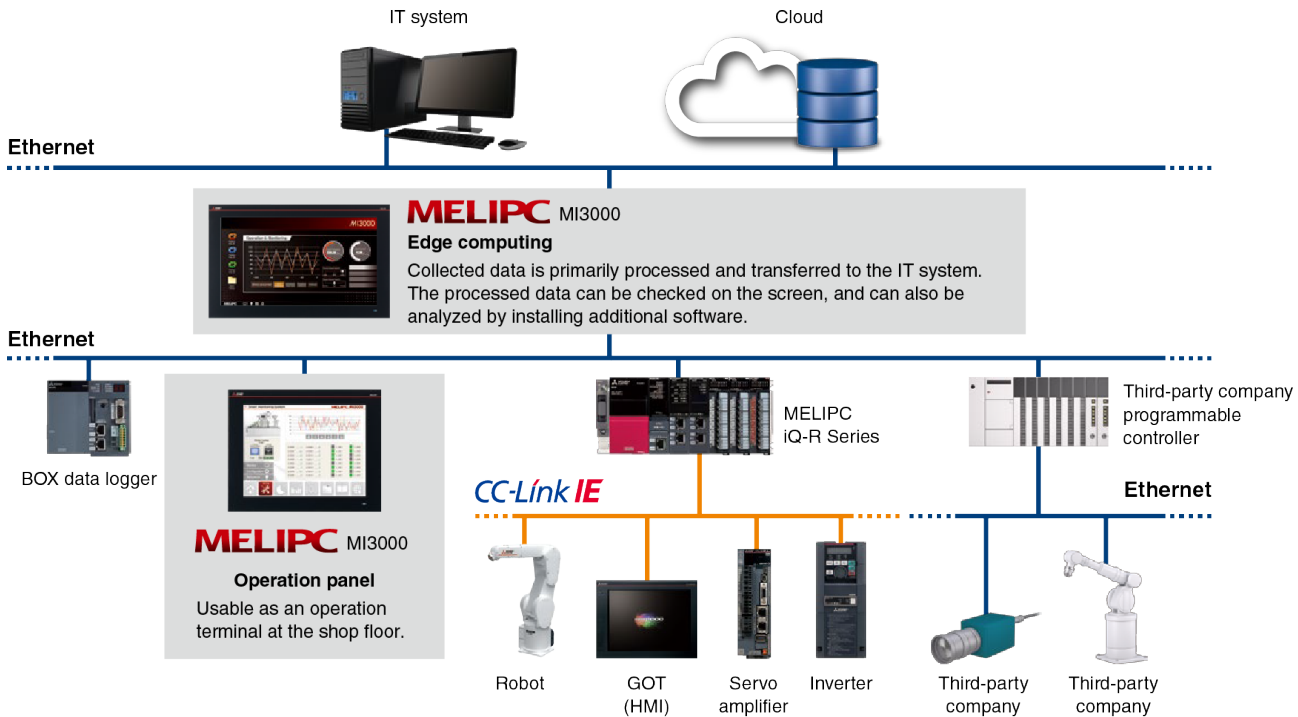 IT system
Cloud
Ethernet
MELIPC MI3000
Edge computing
Collected data is primarily processed and transferred to the IT system.
The processed data can be checked on the screen, and can also be
analyzed by installing additional software.
MI3000
MELIPC
Ethernet
BOX data logger
MELIPC MI3000
Operation panel
Usable as an operation
terminal at the shop floor.
MELIPC
iQ-R Series
Third-party company
programmable
controller
CC-Link IE
Ethernet
Robot
GOT
(HMI)
Servo
amplifier
Inverter
Third-party
company
Third-party
company